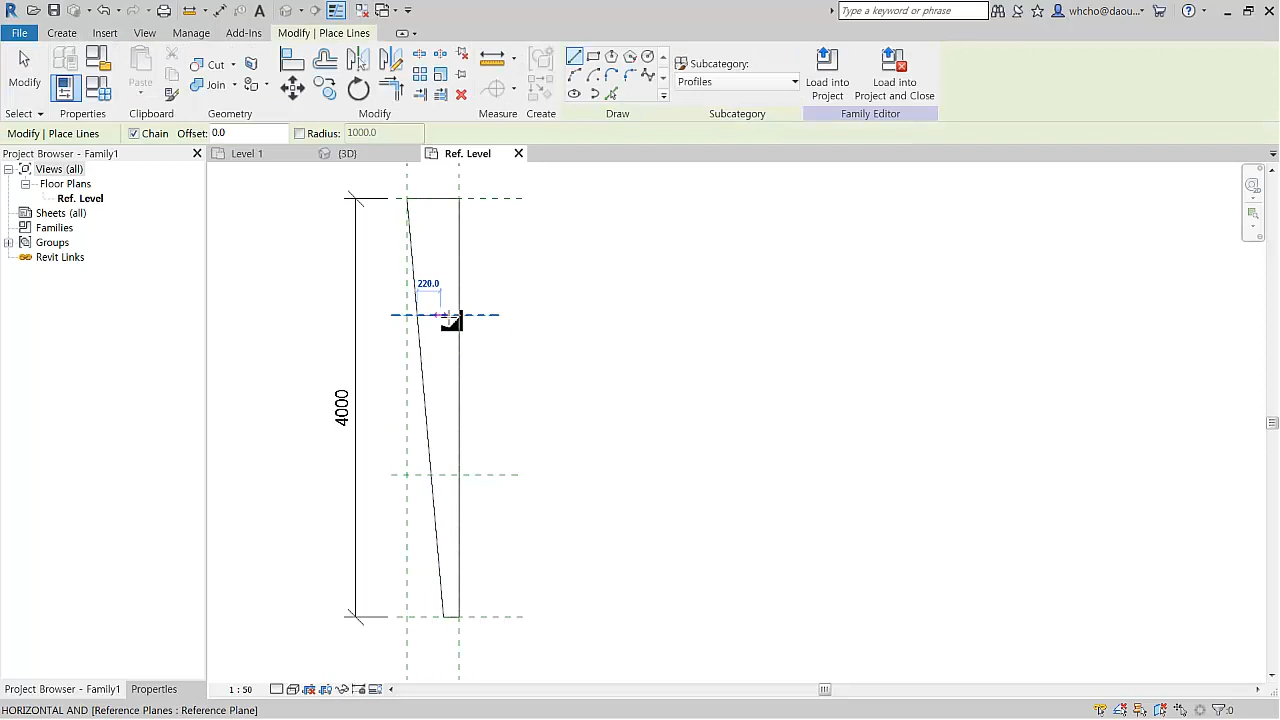 Type a keyword or phrase
whcho@daou...
File Create Insert View Manage Add-Ins Modify | Place Lines
Modify
Paste
Cut
Join
Subcategory:
Profiles
Load into
Project
Load into
Project and Close
Select Properties Geometry Modify Measure Create Draw Subcategory Family Editor
Modify | Place Lines Chain Offset: 0.0 Radius: 1000.0
Project Browser - Family1
Level 1 {3D} Ref. Level
Views (all)
Floor Plans
Ref. Level
Sheets (all)
Families
Groups
Revit Links
220.0
4000
Project Browser - Family1 Properties
1 : 50
HORIZONTAL AND [Reference Planes : Reference Plane]
:0